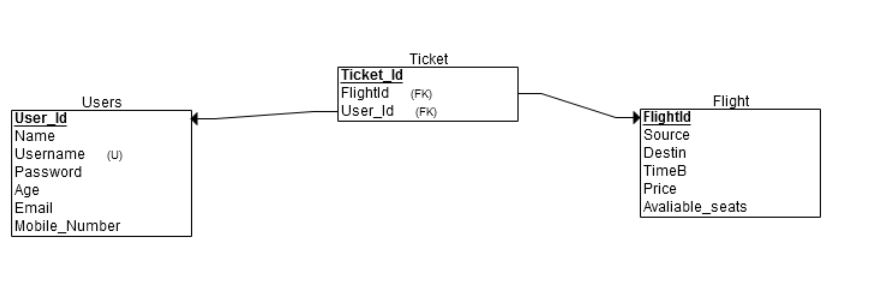 Users
User_Id
Name
Username (U)
Password
Age
Email
Mobile_Number
Ticket
Ticket_Id
FlightId (FK)
User_Id (FK)
Flight
FlightId
Source
Destin
TimeB
Price
Avaliable_seats